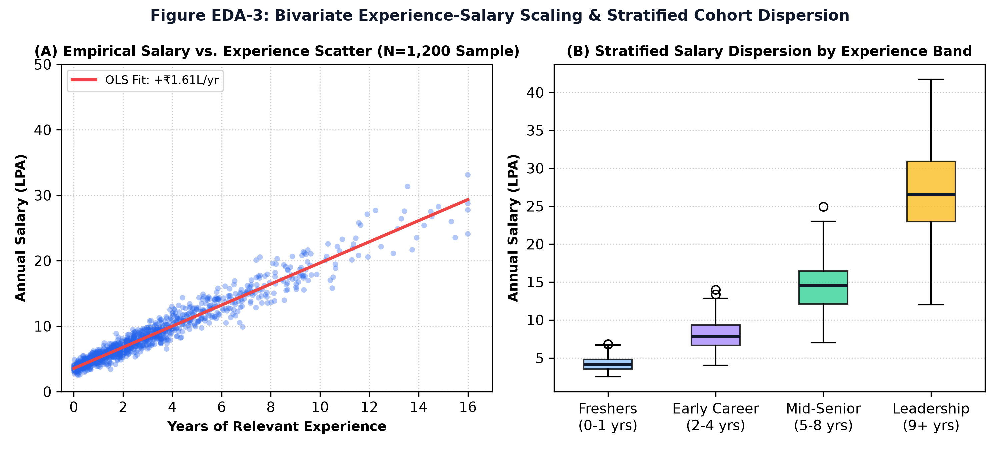 Figure EDA-3: Bivariate Experience-Salary Scaling & Stratified Cohort Dispersion
(A) Empirical Salary vs. Experience Scatter (N=1,200 Sample)
OLS Fit: +₹1.61L/yr
Annual Salary (LPA)
50
40
30
20
10
0
0 2 4 6 8 10 12 14 16
Years of Relevant Experience
(B) Stratified Salary Dispersion by Experience Band
Annual Salary (LPA)
40
35
30
25
20
15
10
5
Freshers
(0-1 yrs)
Early Career
(2-4 yrs)
Mid-Senior
(5-8 yrs)
Leadership
(9+ yrs)